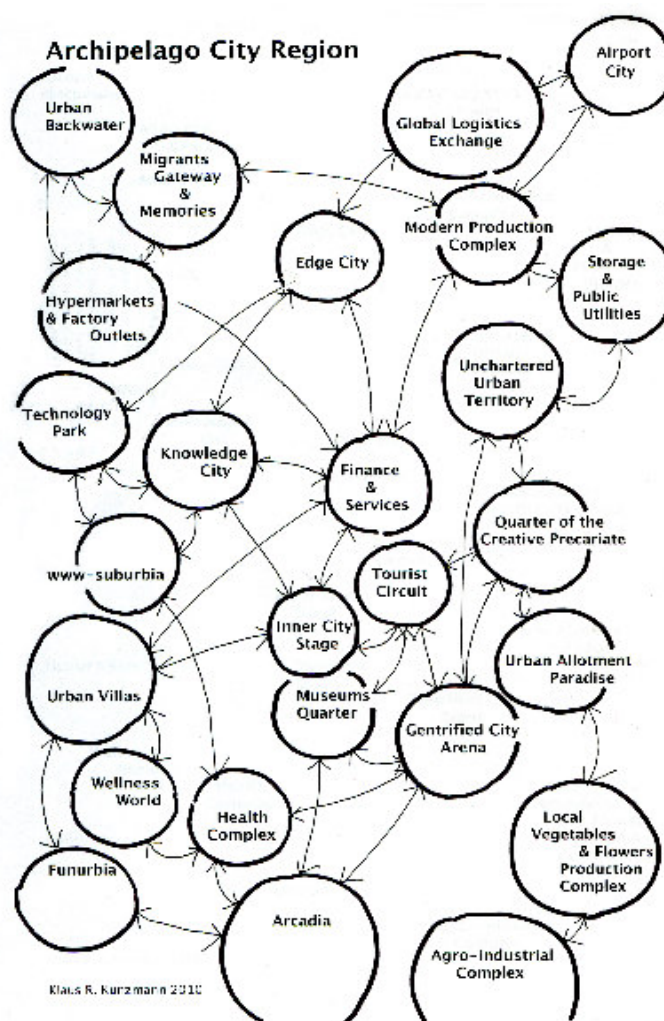 Archipelago City Region
Airport
City
Urban
Backwater
Global Logistics
Exchange
Migrants
Gateway
&
Memories
Modern Production
Complex
Edge City
Storage
&
Public
Utilities
Hypermarkets
& Factory
Outlets
Unchartered
Urban
Territory
Technology
Park
Knowledge
City
Finance
&
Services
Quarter of the
Creative Precariate
www-suburbia
Tourist
Circuit
Inner City
Stage
Urban Allotment
Paradise
Urban Villas
Museums
Quarter
Gentrified City
Arena
Wellness
World
Health
Complex
Local
Vegetables
& Flowers
Production
Complex
Funurbia
Arcadia
Agro-Industrial
Complex
Klaus R. Kunzmann 2010